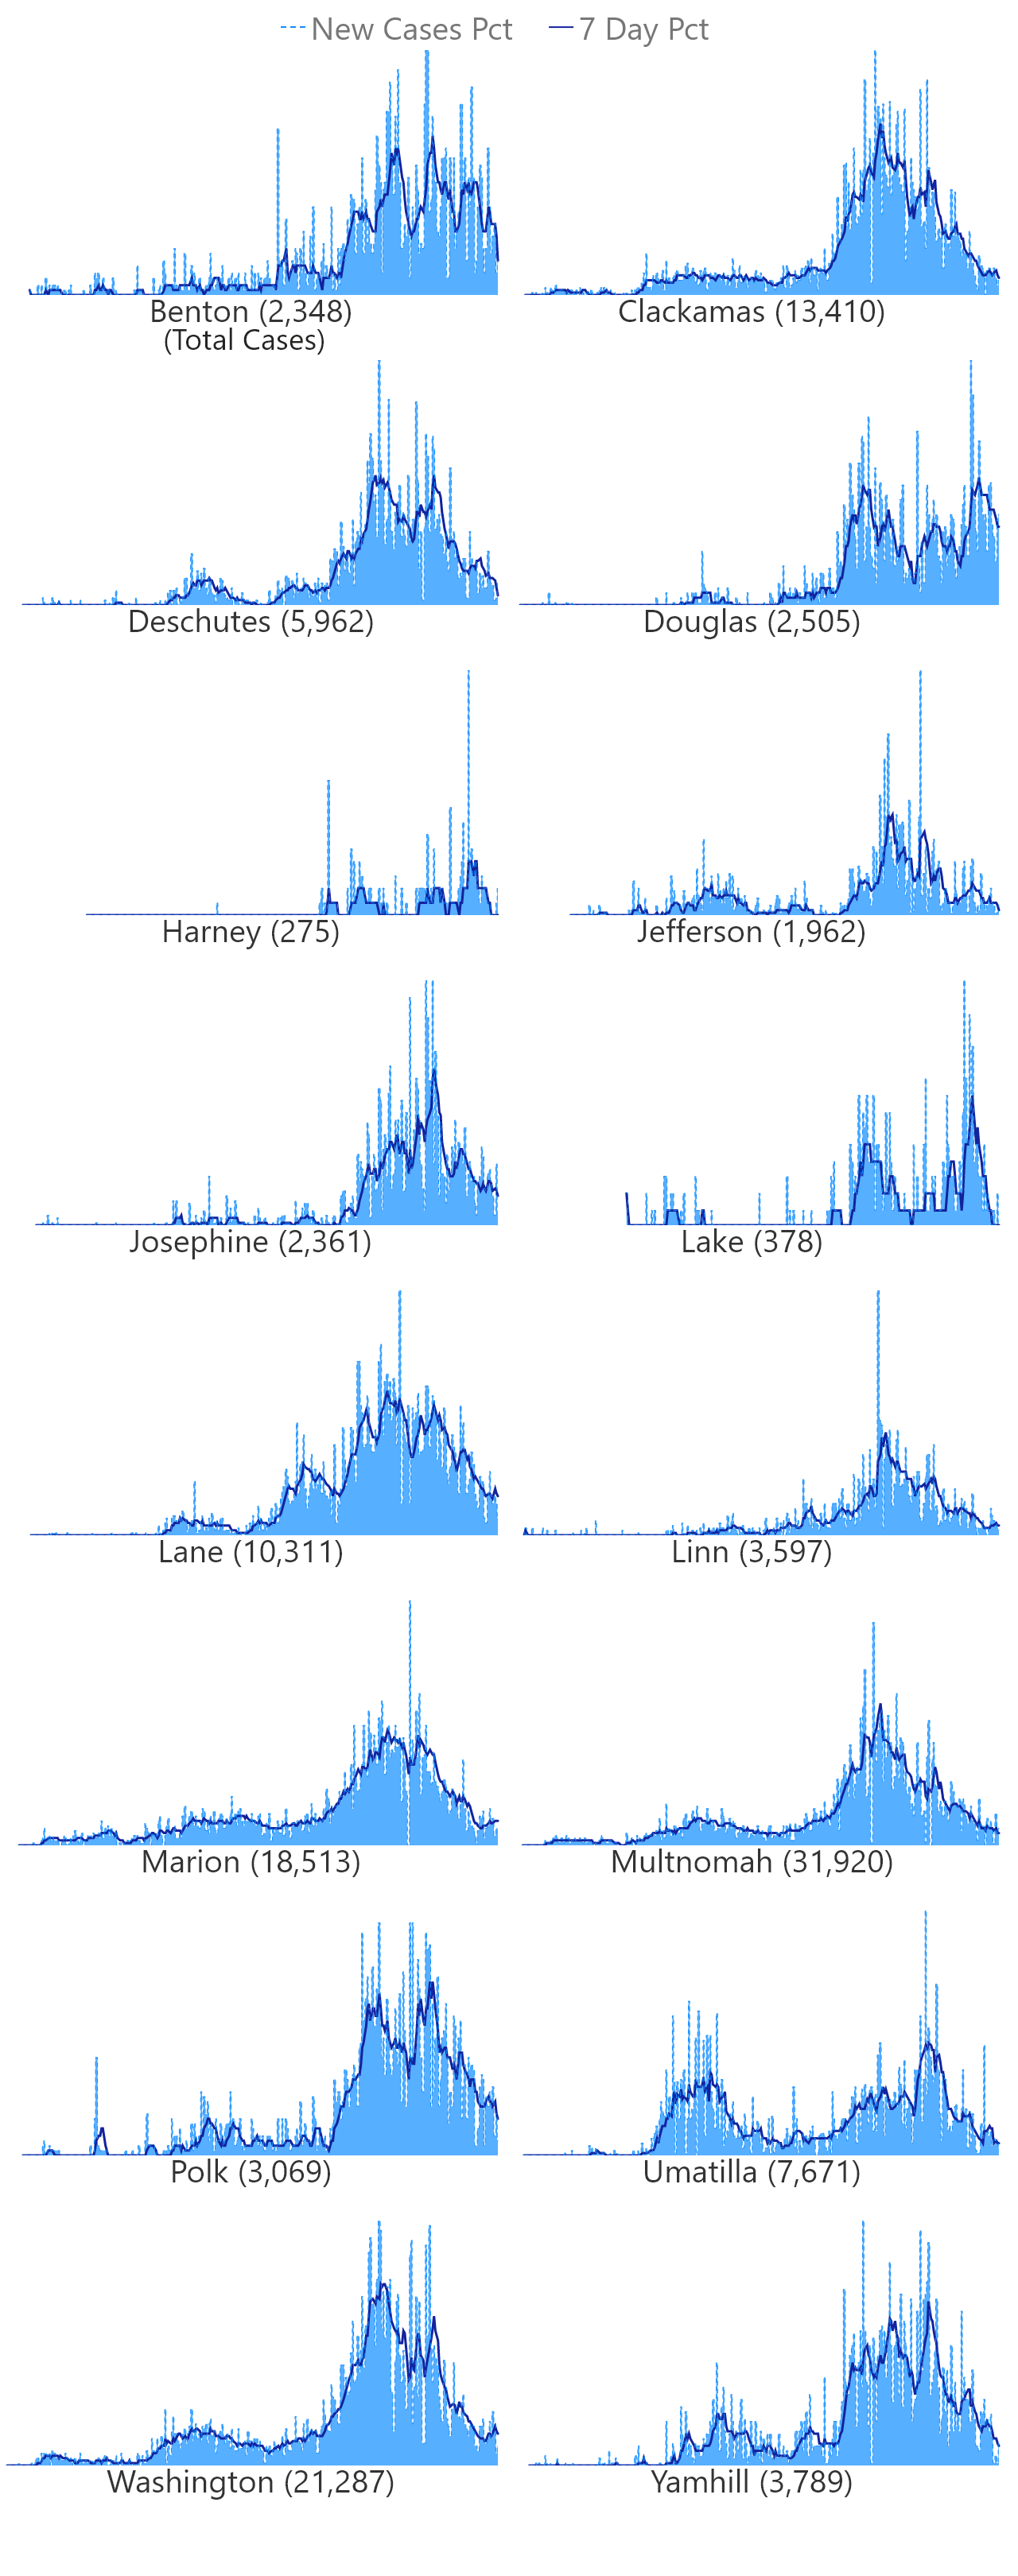 New Cases Pct 7 Day Pct
Benton (2,348) Clackamas (13,410)
(Total Cases)
Deschutes (5,962) Douglas (2,505)
Harney (275) Jefferson (1,962)
Josephine (2,361) Lake (378)
Lane (10,311) Linn (3,597)
Marion (18,513) Multnomah (31,920)
Polk (3,069) Umatilla (7,671)
Washington (21,287) Yamhill (3,789)